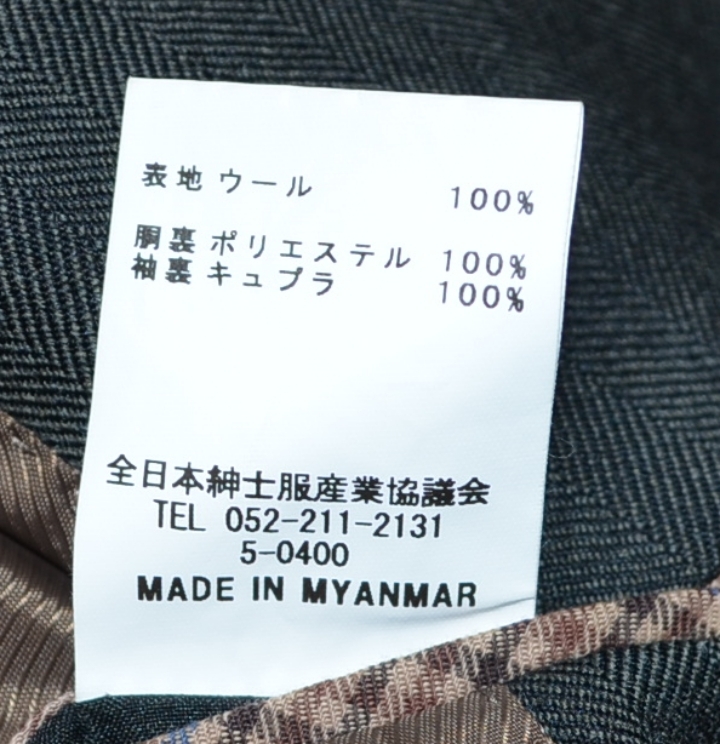 表地 ウール 100%
胴裏 ポリエステル 100%
袖裏 キュプラ 100%
全日本紳士服産業協議会
TEL 052-211-2131
5-0400
MADE IN MYANMAR